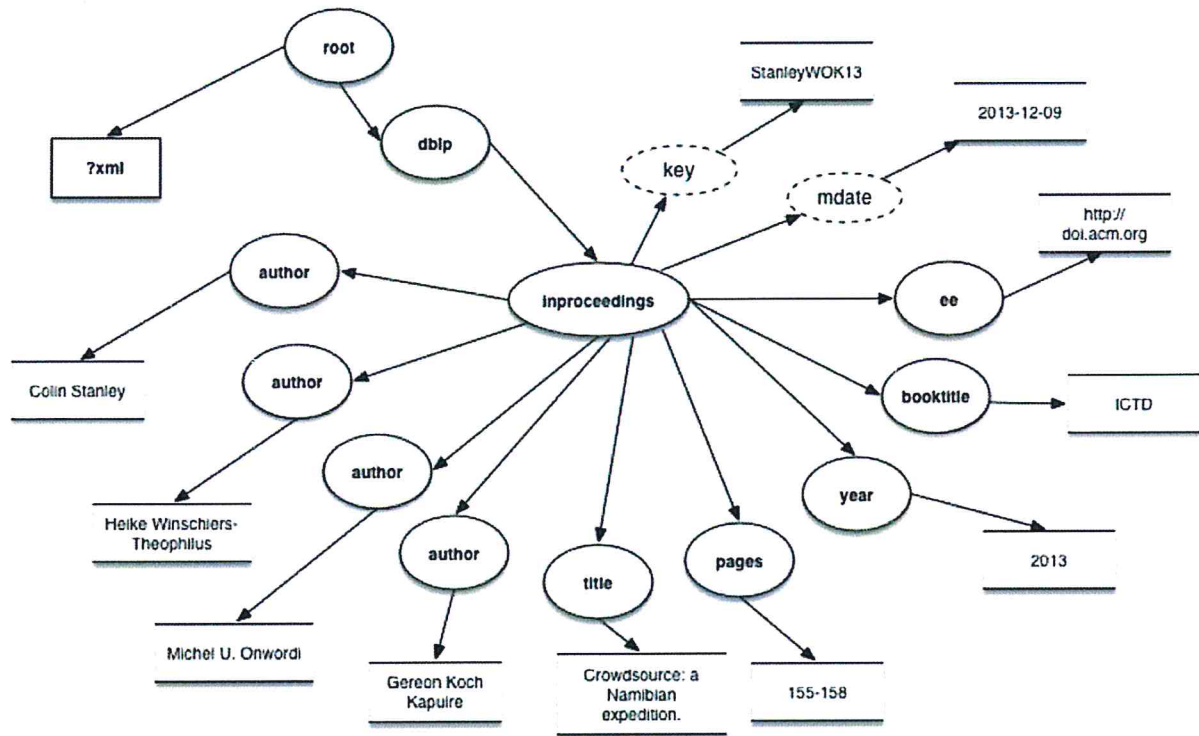 root
StanleyWOK13
2013-12-09
dblp
?xml
key
mdate
http://
doi.acm.org
author
inproceedings
ee
Colin Stanley
author
booktitle
ICTD
author
year
Heike Winschiers-
Theophilus
author
title
pages
2013
Michel U. Onwordi
Gereon Koch
Kapuire
Crowdsource: a
Namibian
expedition.
155-158